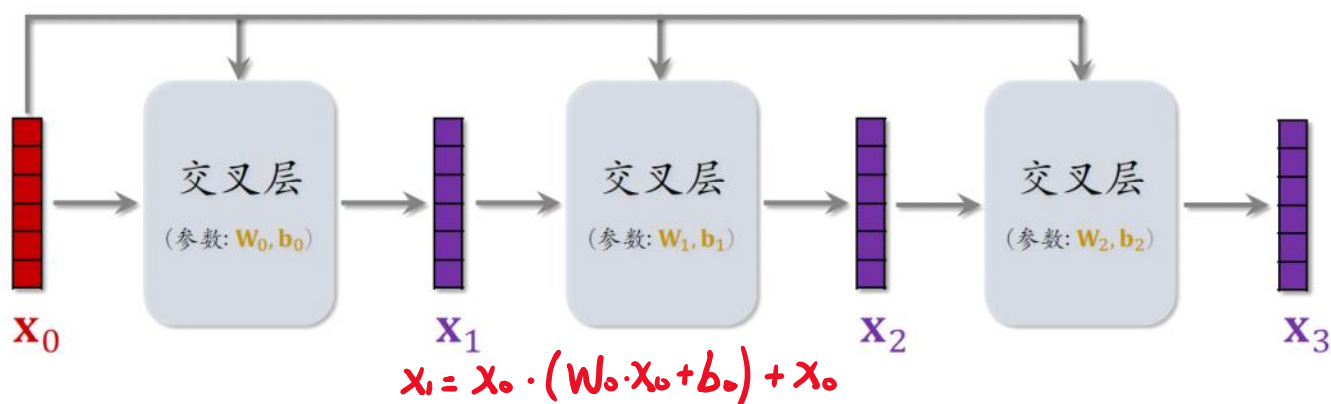 交叉层 交叉层 交叉层
(参数: W₀, b₀) (参数: W₁, b₁) (参数: W₂, b₂)
x₀ x₁ x₂ x₃
x₁ = x₀ · (W₀·x₀+b₀) + x₀